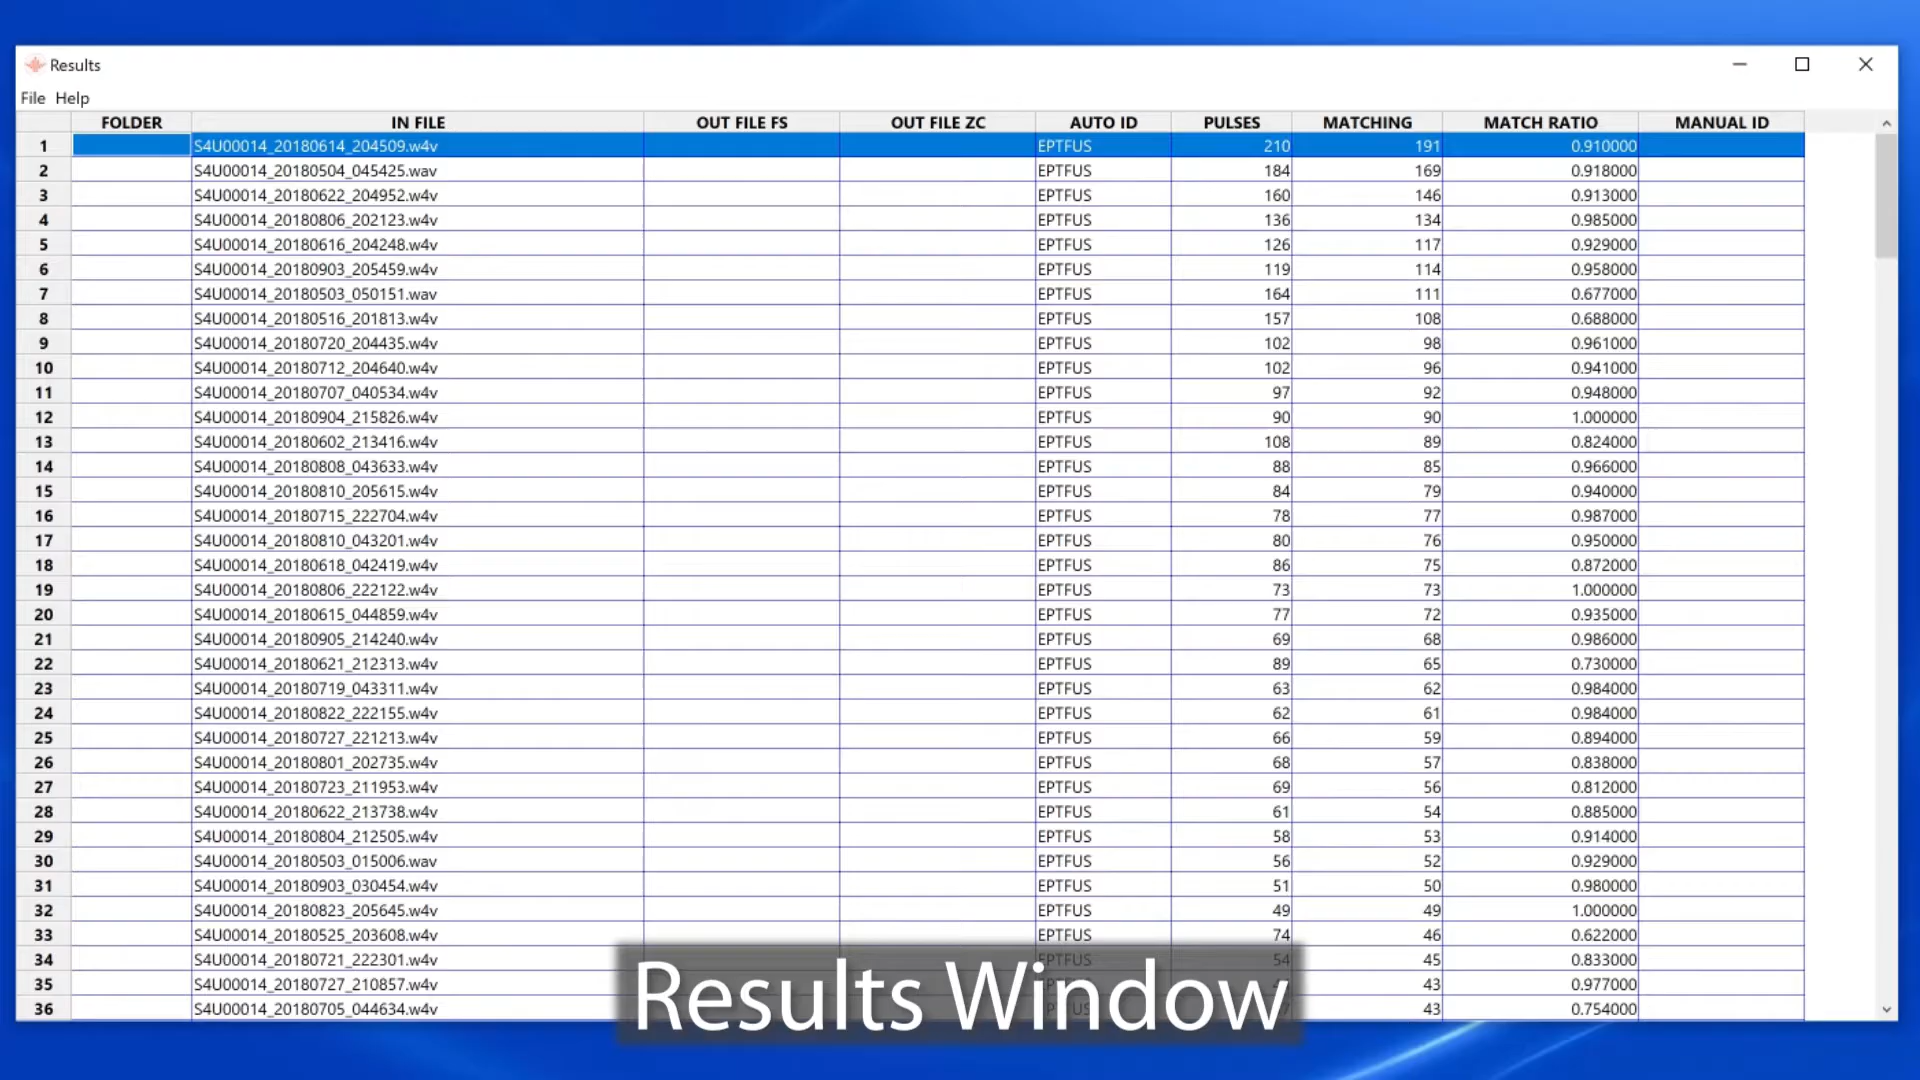 Results
File Help
FOLDER IN FILE OUT FILE FS OUT FILE ZC AUTO ID PULSES MATCHING MATCH RATIO MANUAL ID
1 S4U00014_20180614_204509.w4v EPTFUS 210 191 0.910000
2 S4U00014_20180504_045425.wav EPTFUS 184 169 0.918000
3 S4U00014_20180622_204952.w4v EPTFUS 160 146 0.913000
4 S4U00014_20180806_202123.w4v EPTFUS 136 134 0.985000
5 S4U00014_20180616_204248.w4v EPTFUS 126 117 0.929000
6 S4U00014_20180903_205459.w4v EPTFUS 119 114 0.958000
7 S4U00014_20180503_050151.wav EPTFUS 164 111 0.677000
8 S4U00014_20180516_201813.w4v EPTFUS 157 108 0.688000
9 S4U00014_20180720_204435.w4v EPTFUS 102 98 0.961000
10 S4U00014_20180712_204640.w4v EPTFUS 102 96 0.941000
11 S4U00014_20180707_040534.w4v EPTFUS 97 92 0.948000
12 S4U00014_20180904_215826.w4v EPTFUS 90 90 1.000000
13 S4U00014_20180602_213416.w4v EPTFUS 108 89 0.824000
14 S4U00014_20180808_043633.w4v EPTFUS 88 85 0.966000
15 S4U00014_20180810_205615.w4v EPTFUS 84 79 0.940000
16 S4U00014_20180715_222704.w4v EPTFUS 78 77 0.987000
17 S4U00014_20180810_043201.w4v EPTFUS 80 76 0.950000
18 S4U00014_20180618_042419.w4v EPTFUS 86 75 0.872000
19 S4U00014_20180806_222122.w4v EPTFUS 73 73 1.000000
20 S4U00014_20180615_044859.w4v EPTFUS 77 72 0.935000
21 S4U00014_20180905_214240.w4v EPTFUS 69 68 0.986000
22 S4U00014_20180621_212313.w4v EPTFUS 89 65 0.730000
23 S4U00014_20180719_043311.w4v EPTFUS 63 62 0.984000
24 S4U00014_20180822_222155.w4v EPTFUS 62 61 0.984000
25 S4U00014_20180727_221213.w4v EPTFUS 66 59 0.894000
26 S4U00014_20180801_202735.w4v EPTFUS 68 57 0.838000
27 S4U00014_20180723_211953.w4v EPTFUS 69 56 0.812000
28 S4U00014_20180622_213738.w4v EPTFUS 61 54 0.885000
29 S4U00014_20180804_212505.w4v EPTFUS 58 53 0.914000
30 S4U00014_20180503_015006.wav EPTFUS 56 52 0.929000
31 S4U00014_20180903_030454.w4v EPTFUS 51 50 0.980000
32 S4U00014_20180823_205645.w4v EPTFUS 49 49 1.000000
33 S4U00014_20180525_203608.w4v EPTFUS 74 46 0.622000
34 S4U00014_20180721_222301.w4v EPTFUS 54 45 0.833000
35 S4U00014_20180727_210857.w4v 43 0.977000
36 S4U00014_20180705_044634.w4v 43 0.754000
Results Window